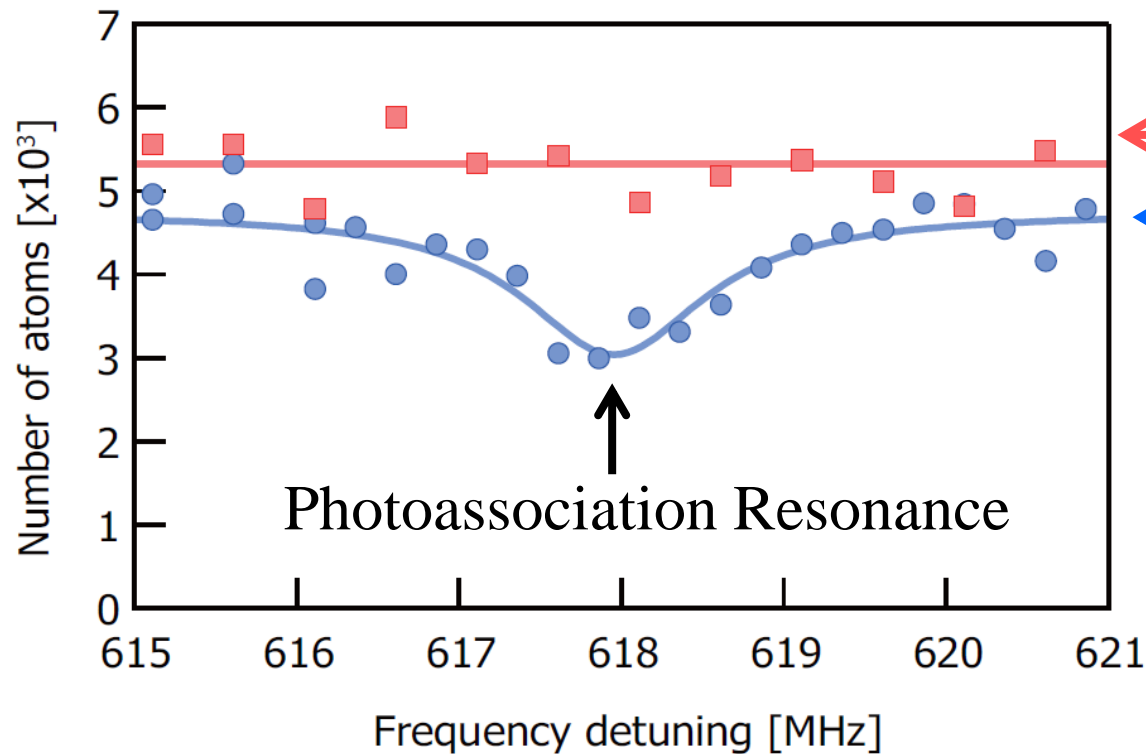 7
6
5
4
3
2
1
0
Number of atoms [x10³]
Photoassociation Resonance
615 616 617 618 619 620 621
Frequency detuning [MHz]